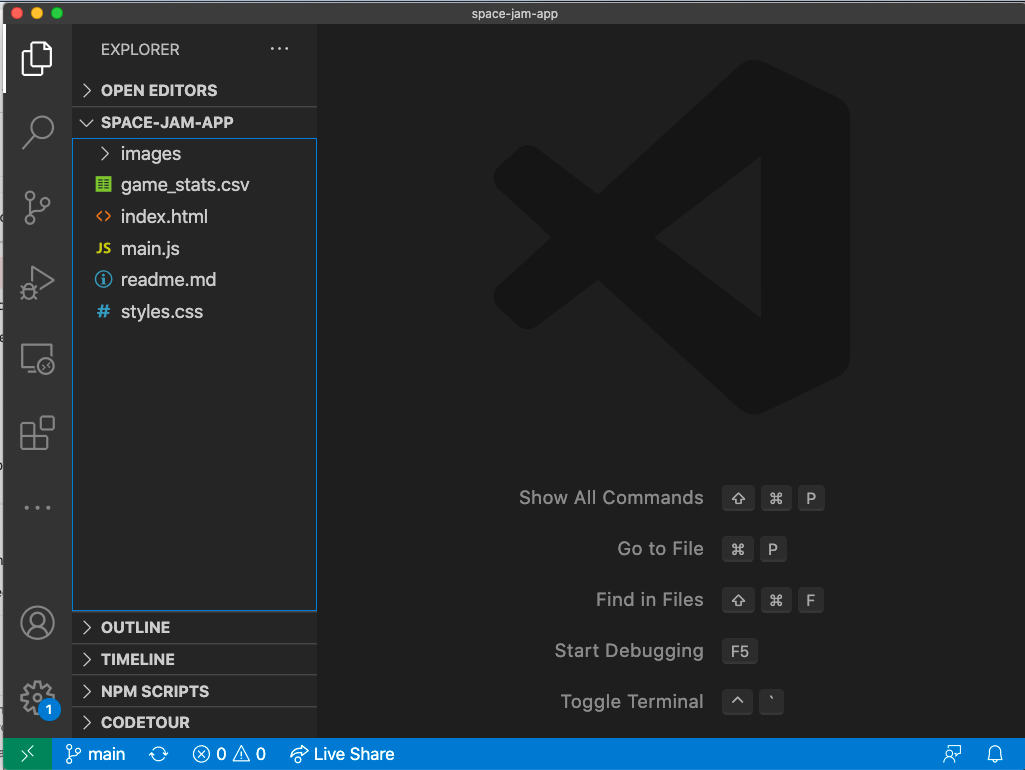 space-jam-app
EXPLORER
OPEN EDITORS
SPACE-JAM-APP
images
game_stats.csv
index.html
JS main.js
readme.md
# styles.css
OUTLINE
TIMELINE
NPM SCRIPTS
CODETOUR
Show All Commands ⇧ ⌘ P
Go to File ⌘ P
Find in Files ⇧ ⌘ F
Start Debugging F5
Toggle Terminal ^ `
1
main 0 0 Live Share